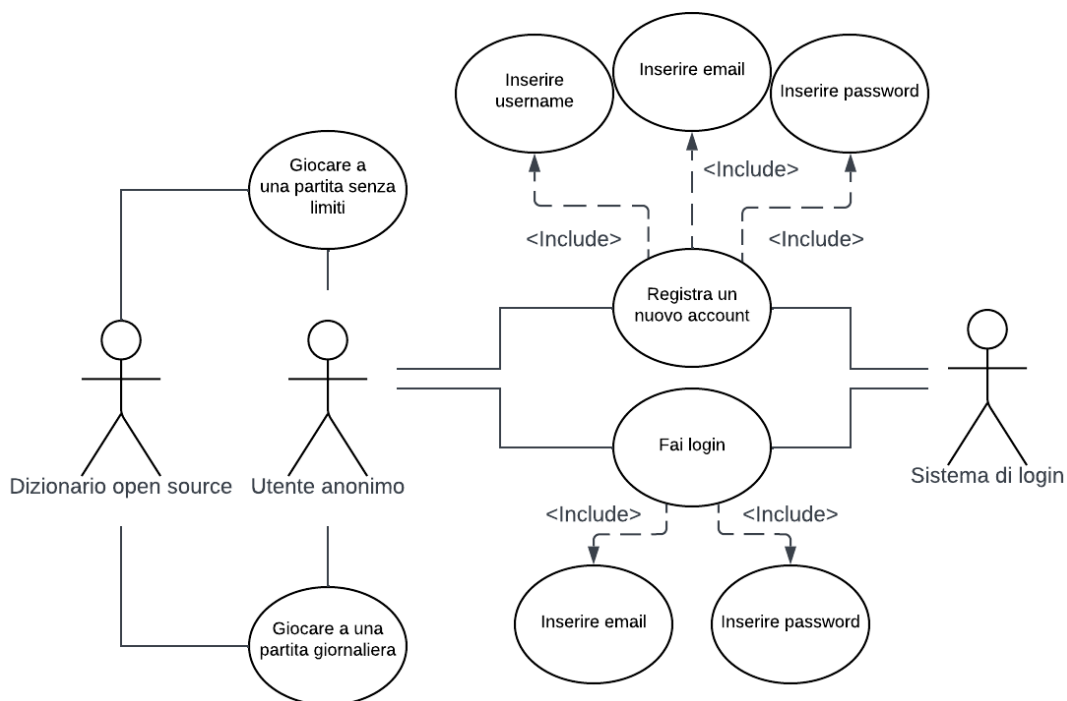 Inserire
username
Inserire email
Inserire password
<Include>
<Include>
<Include>
Giocare a
una partita senza
limiti
Registra un
nuovo account
Fai login
Dizionario open source
Utente anonimo
Sistema di login
<Include>
<Include>
Inserire email
Inserire password
Giocare a una
partita giornaliera